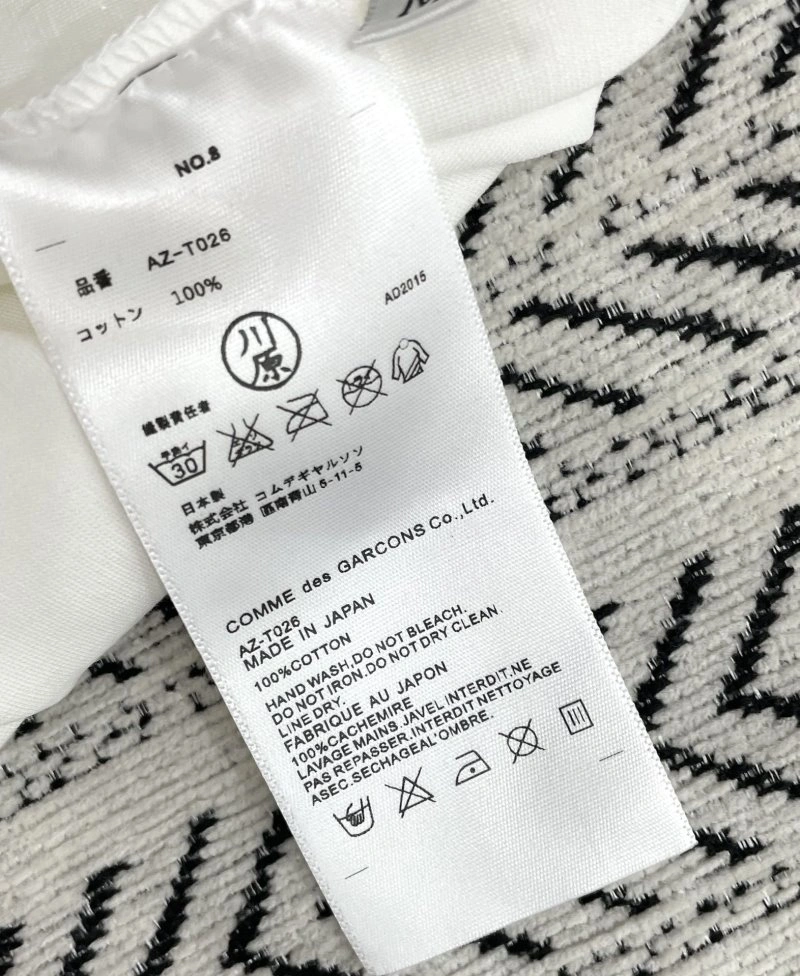 NO.8
品番 AZ-T026
コットン 100%
AD2015
川原
縫製責任者
30
日本製
株式会社 コムデギヤルソン
東京都港区南青山 5-11-5
COMME des GARCONS Co.,Ltd.
AZ-T026
MADE IN JAPAN
100%COTTON
HAND WASH.DO NOT BLEACH.
DO NOT IRON.DO NOT DRY CLEAN.
LINE DRY.
FABRIQUE AU JAPON
100%CACHEMIRE
LAVAGE MAINS.JAVEL INTERDIT.NE
PAS REPASSER.INTERDIT NETTOYAGE
ASEC.SECHAGEAL'OMBRE.